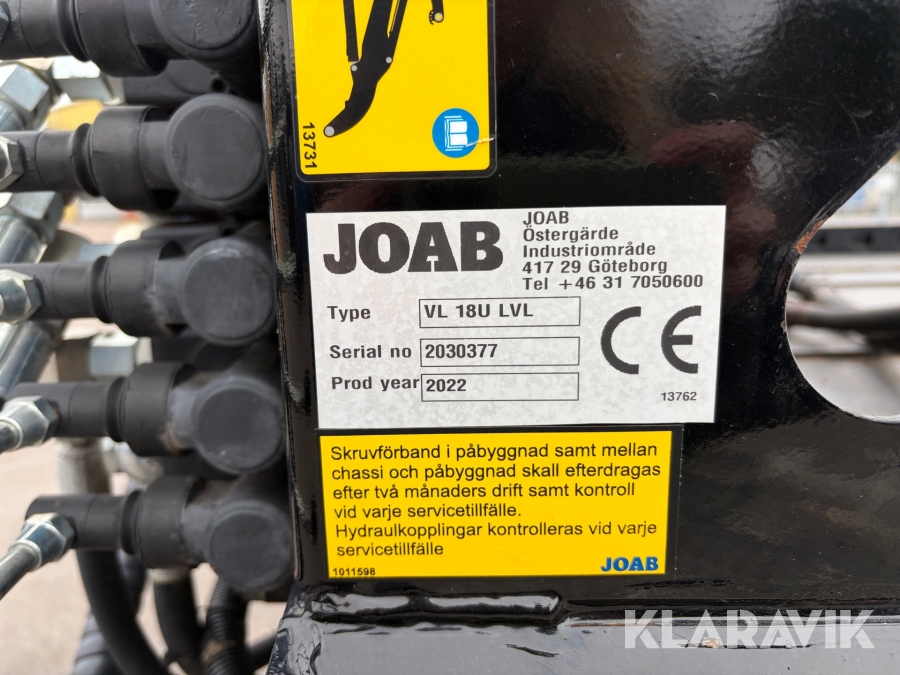 13731
JOAB
JOAB
Östergärde
Industriområde
417 29 Göteborg
Tel +46 31 7050600
Type VL 18U LVL
Serial no 2030377
Prod year 2022
CE
13762
Skruvförband i påbyggnad samt mellan
chassi och påbyggnad skall efterdragas
efter två månaders drift samt kontroll
vid varje servicetillfälle.
Hydraulkopplingar kontrolleras vid varje
servicetillfälle
1011598
JOAB
KLARAVIK